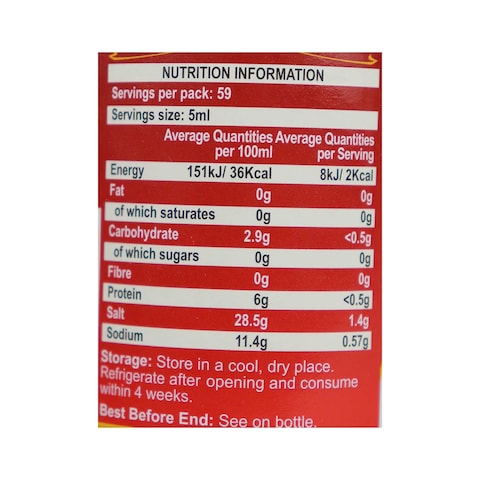 NUTRITION INFORMATION
Servings per pack: 59
Servings size: 5ml
Average Quantities per 100ml Average Quantities per Serving
Energy 151kJ/ 36Kcal 8kJ/ 2Kcal
Fat 0g 0g
of which saturates 0g 0g
Carbohydrate 2.9g <0.5g
of which sugars 0g 0g
Fibre 0g 0g
Protein 6g <0.5g
Salt 28.5g 1.4g
Sodium 11.4g 0.57g
Storage: Store in a cool, dry place.
Refrigerate after opening and consume
within 4 weeks.
Best Before End: See on bottle.